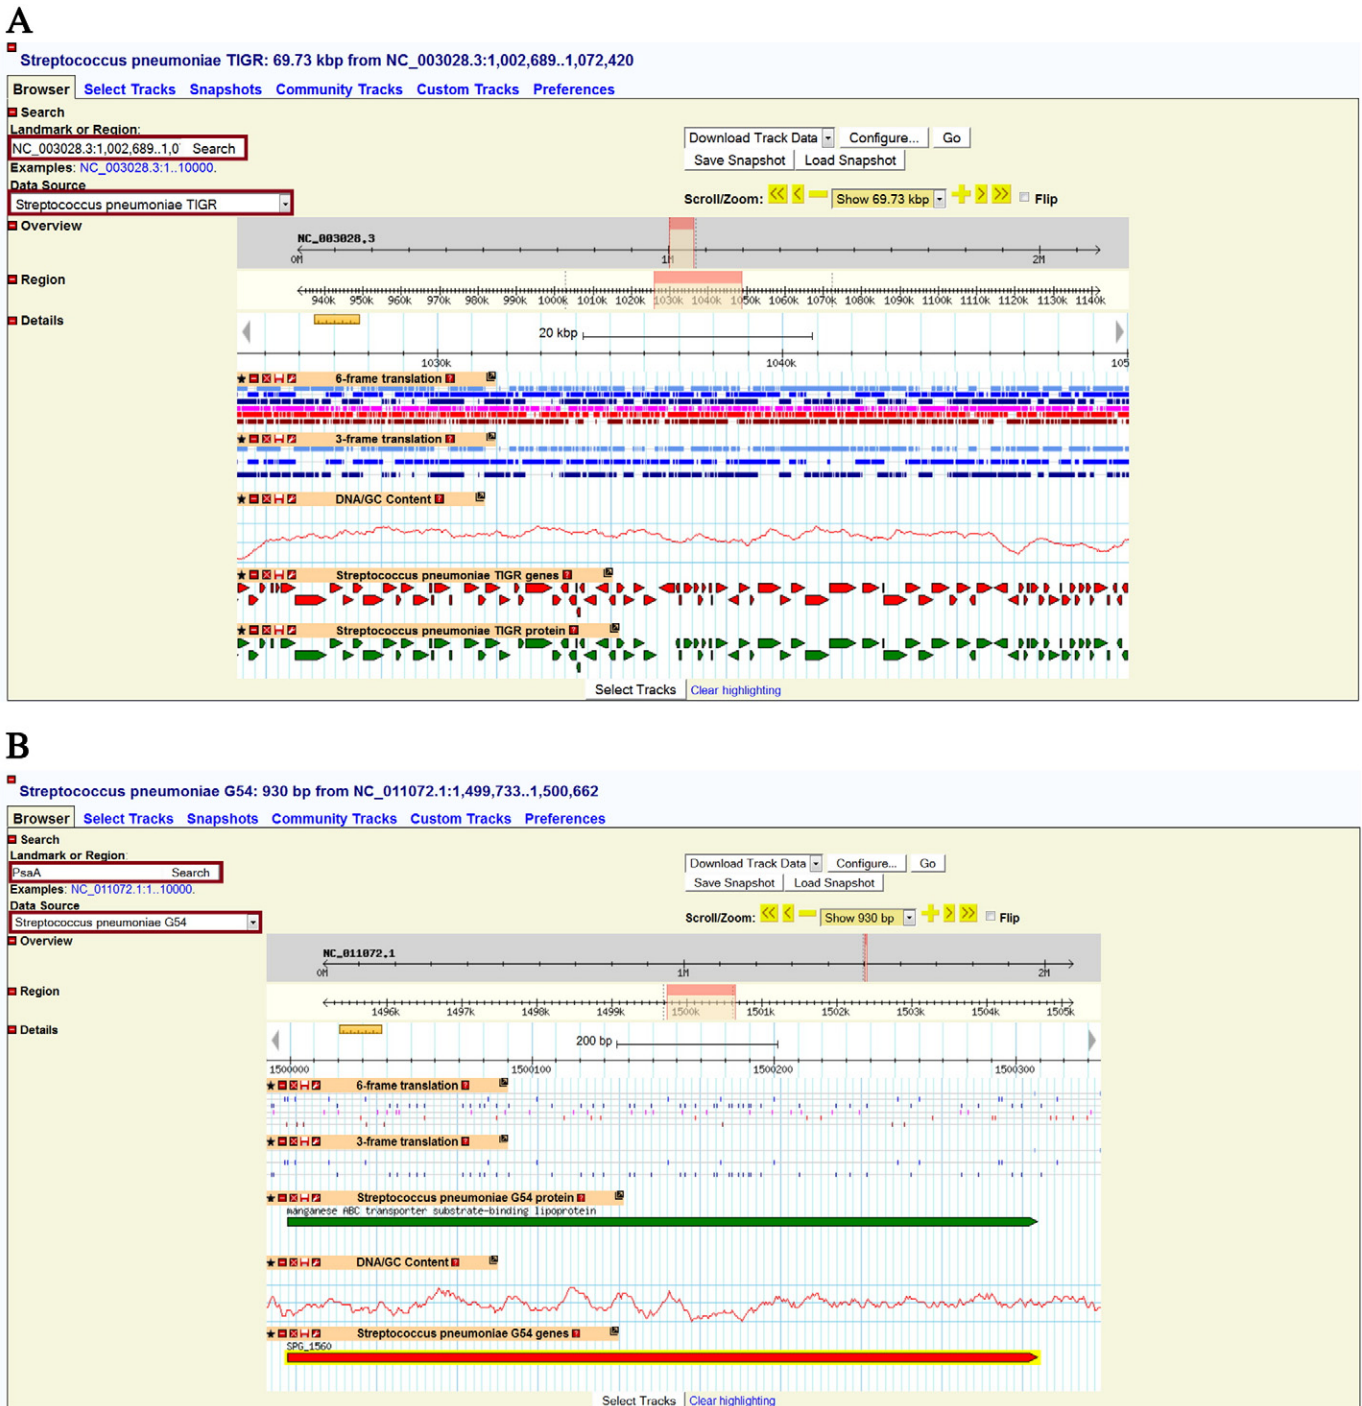 A
Streptococcus pneumoniae TIGR: 69.73 kbp from NC_003028.3:1,002,689..1,072,420
Browser Select Tracks Snapshots Community Tracks Custom Tracks Preferences
Search
Landmark or Region:
NC_003028.3:1,002,689..1,0 Search
Examples: NC_003028.3:1..10000.
Data Source
Streptococcus pneumoniae TIGR
Download Track Data Configure... Go
Save Snapshot Load Snapshot
Scroll/Zoom: << < Show 69.73 kbp > >> Flip
Overview
NC_003028.3
0M 1M 2M
Region
940k 950k 960k 970k 980k 990k 1000k 1010k 1020k 1030k 1040k 1050k 1060k 1070k 1080k 1090k 1100k 1110k 1120k 1130k 1140k
Details
20 kbp
1030k 1040k 105
6-frame translation ?
3-frame translation ?
DNA/GC Content ?
Streptococcus pneumoniae TIGR genes ?
Streptococcus pneumoniae TIGR protein ?
Select Tracks Clear highlighting
B
Streptococcus pneumoniae G54: 930 bp from NC_011072.1:1,499,733..1,500,662
Browser Select Tracks Snapshots Community Tracks Custom Tracks Preferences
Search
Landmark or Region:
PsaA Search
Examples: NC_011072.1:1..10000.
Data Source
Streptococcus pneumoniae G54
Download Track Data Configure... Go
Save Snapshot Load Snapshot
Scroll/Zoom: << < Show 930 bp > >> Flip
Overview
NC_011072.1
0M 1M 2M
Region
1496k 1497k 1498k 1499k 1500k 1501k 1502k 1503k 1504k 1505k
Details
200 bp
1500000 1500100 1500200 1500300
6-frame translation ?
3-frame translation ?
Streptococcus pneumoniae G54 protein ?
manganese ABC transporter substrate-binding lipoprotein
DNA/GC Content ?
Streptococcus pneumoniae G54 genes ?
SPG_1560
Select Tracks Clear highlighting